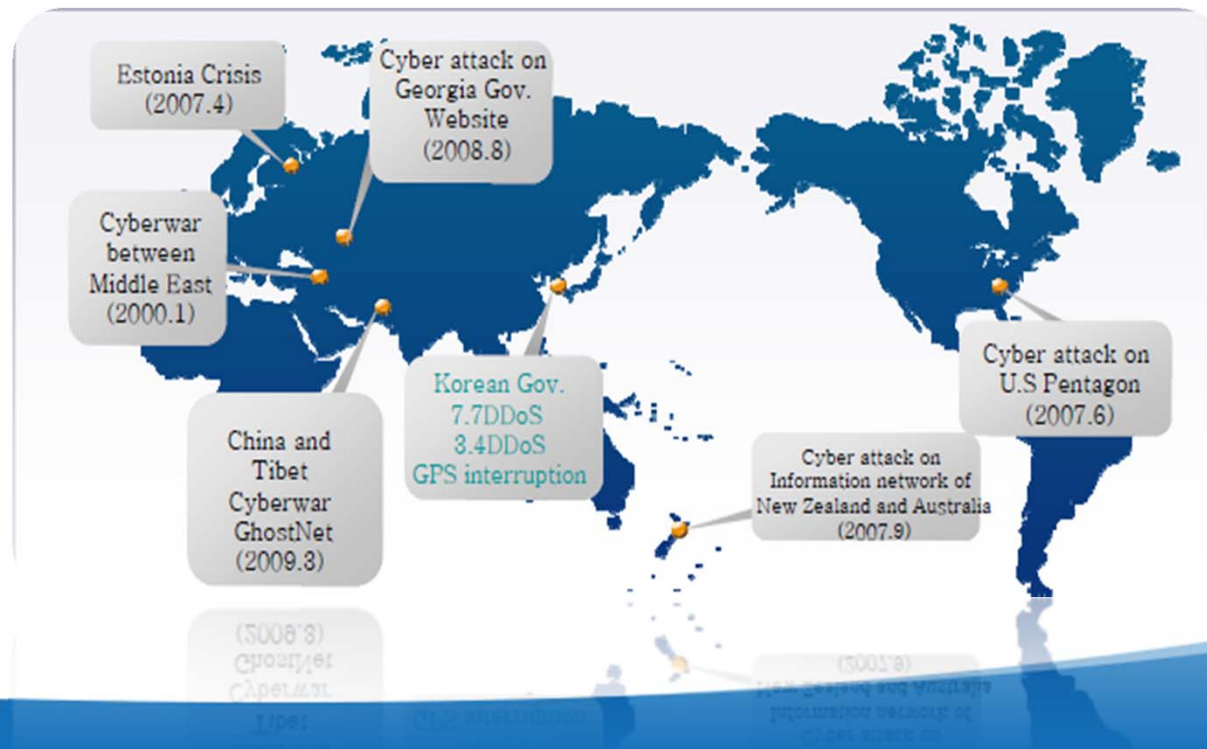 Estonia Crisis
(2007.4)
Cyber attack on
Georgia Gov.
Website
(2008.8)
Cyberwar
between
Middle East
(2000.1)
China and
Tibet
Cyberwar
GhostNet
(2009.3)
Korean Gov.
7.7DDoS
3.4DDoS
GPS interruption
Cyber attack on
Information network of
New Zealand and Australia
(2007.9)
Cyber attack on
U.S Pentagon
(2007.6)